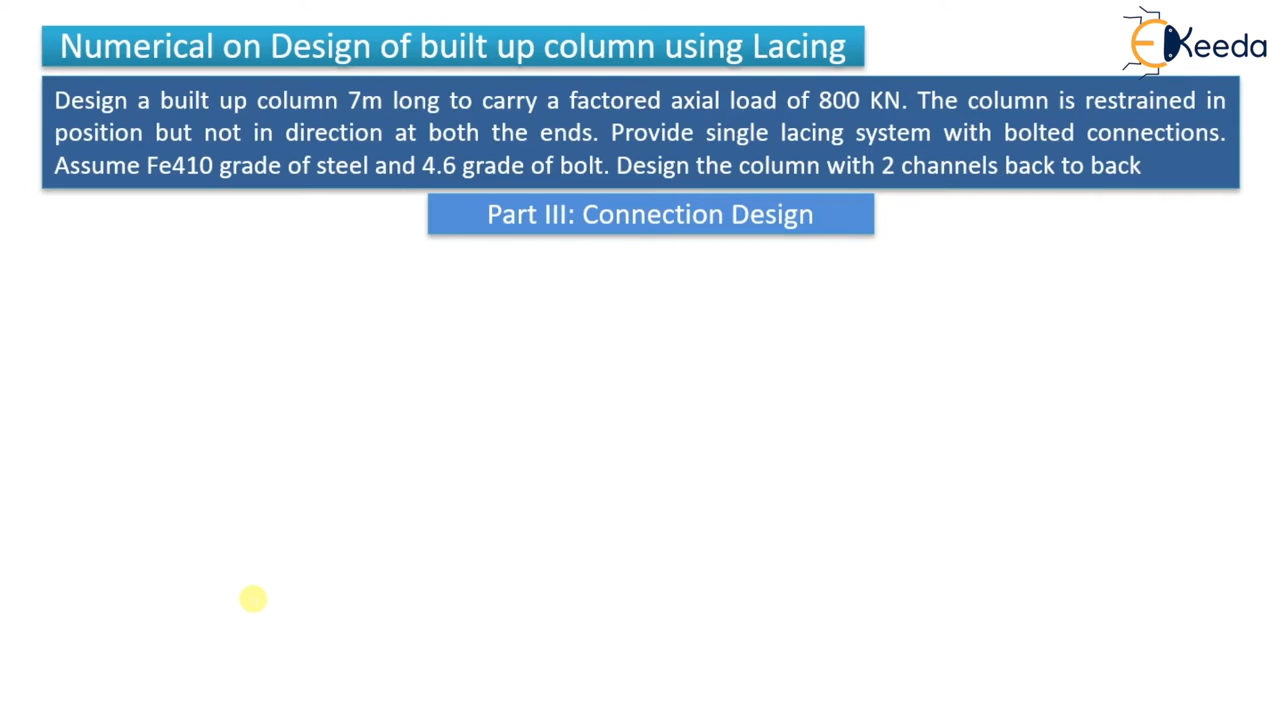 Numerical on Design of built up column using Lacing
EKeeda
Design a built up column 7m long to carry a factored axial load of 800 KN. The column is restrained in
position but not in direction at both the ends. Provide single lacing system with bolted connections.
Assume Fe410 grade of steel and 4.6 grade of bolt. Design the column with 2 channels back to back
Part III: Connection Design